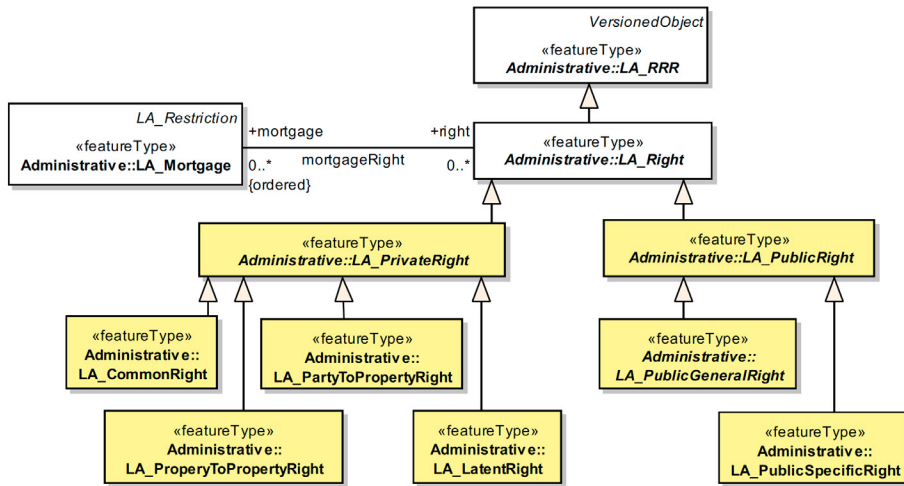 VersionedObject
«featureType»
Administrative::LA_RRR
LA_Restriction
«featureType»
Administrative::LA_Mortgage
+mortgage
+right
0..*
mortgageRight
0..*
{ordered}
«featureType»
Administrative::LA_Right
«featureType»
Administrative::LA_PrivateRight
«featureType»
Administrative::LA_PublicRight
«featureType»
Administrative::
LA_CommonRight
«featureType»
Administrative::
LA_PartyToPropertyRight
«featureType»
Administrative::
LA_PublicGeneralRight
«featureType»
Administrative::
LA_ProperyToPropertyRight
«featureType»
Administrative::
LA_LatentRight
«featureType»
Administrative::
LA_PublicSpecificRight